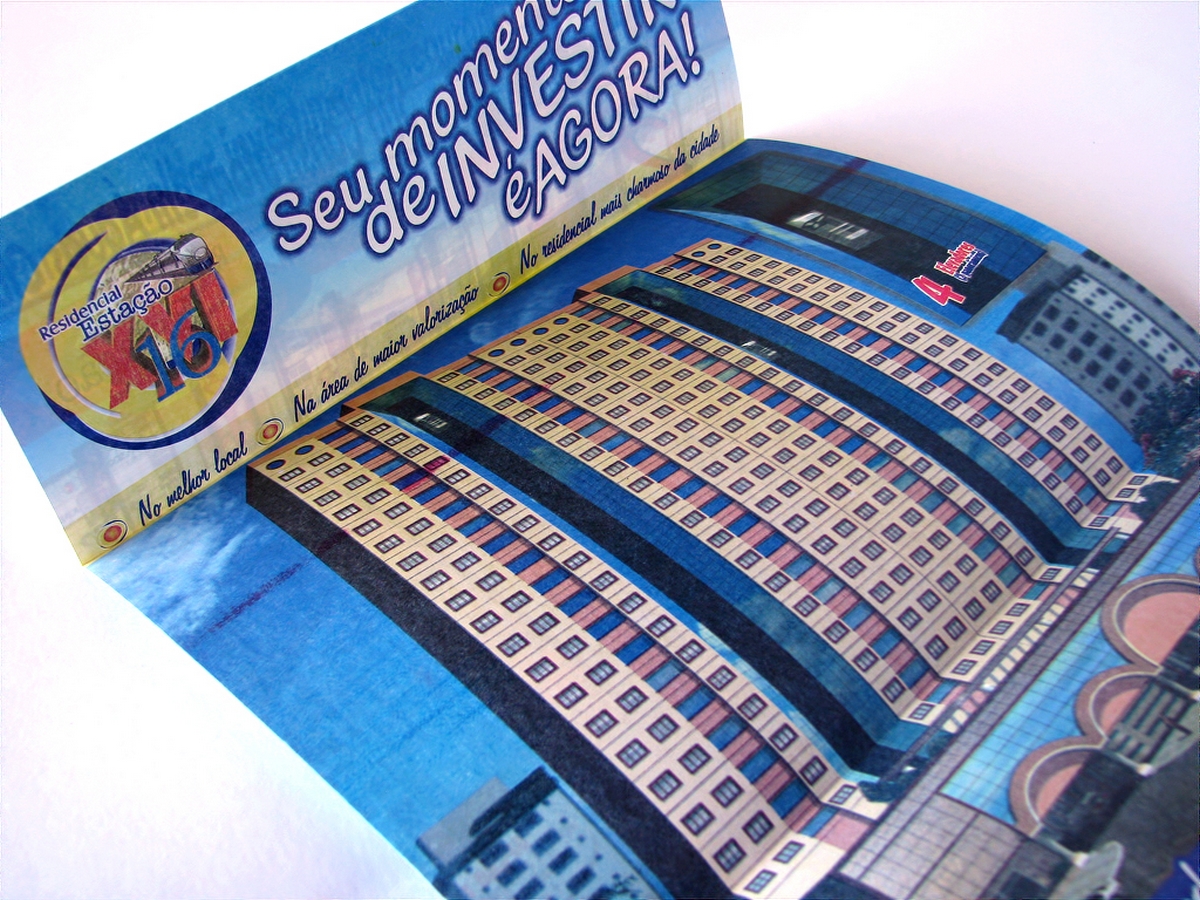 Seu momento
de INVESTIR
é AGORA!
Residencial
Estação
XVI
16
No melhor local
Na área de maior valorização
No residencial mais charmoso da cidade
4